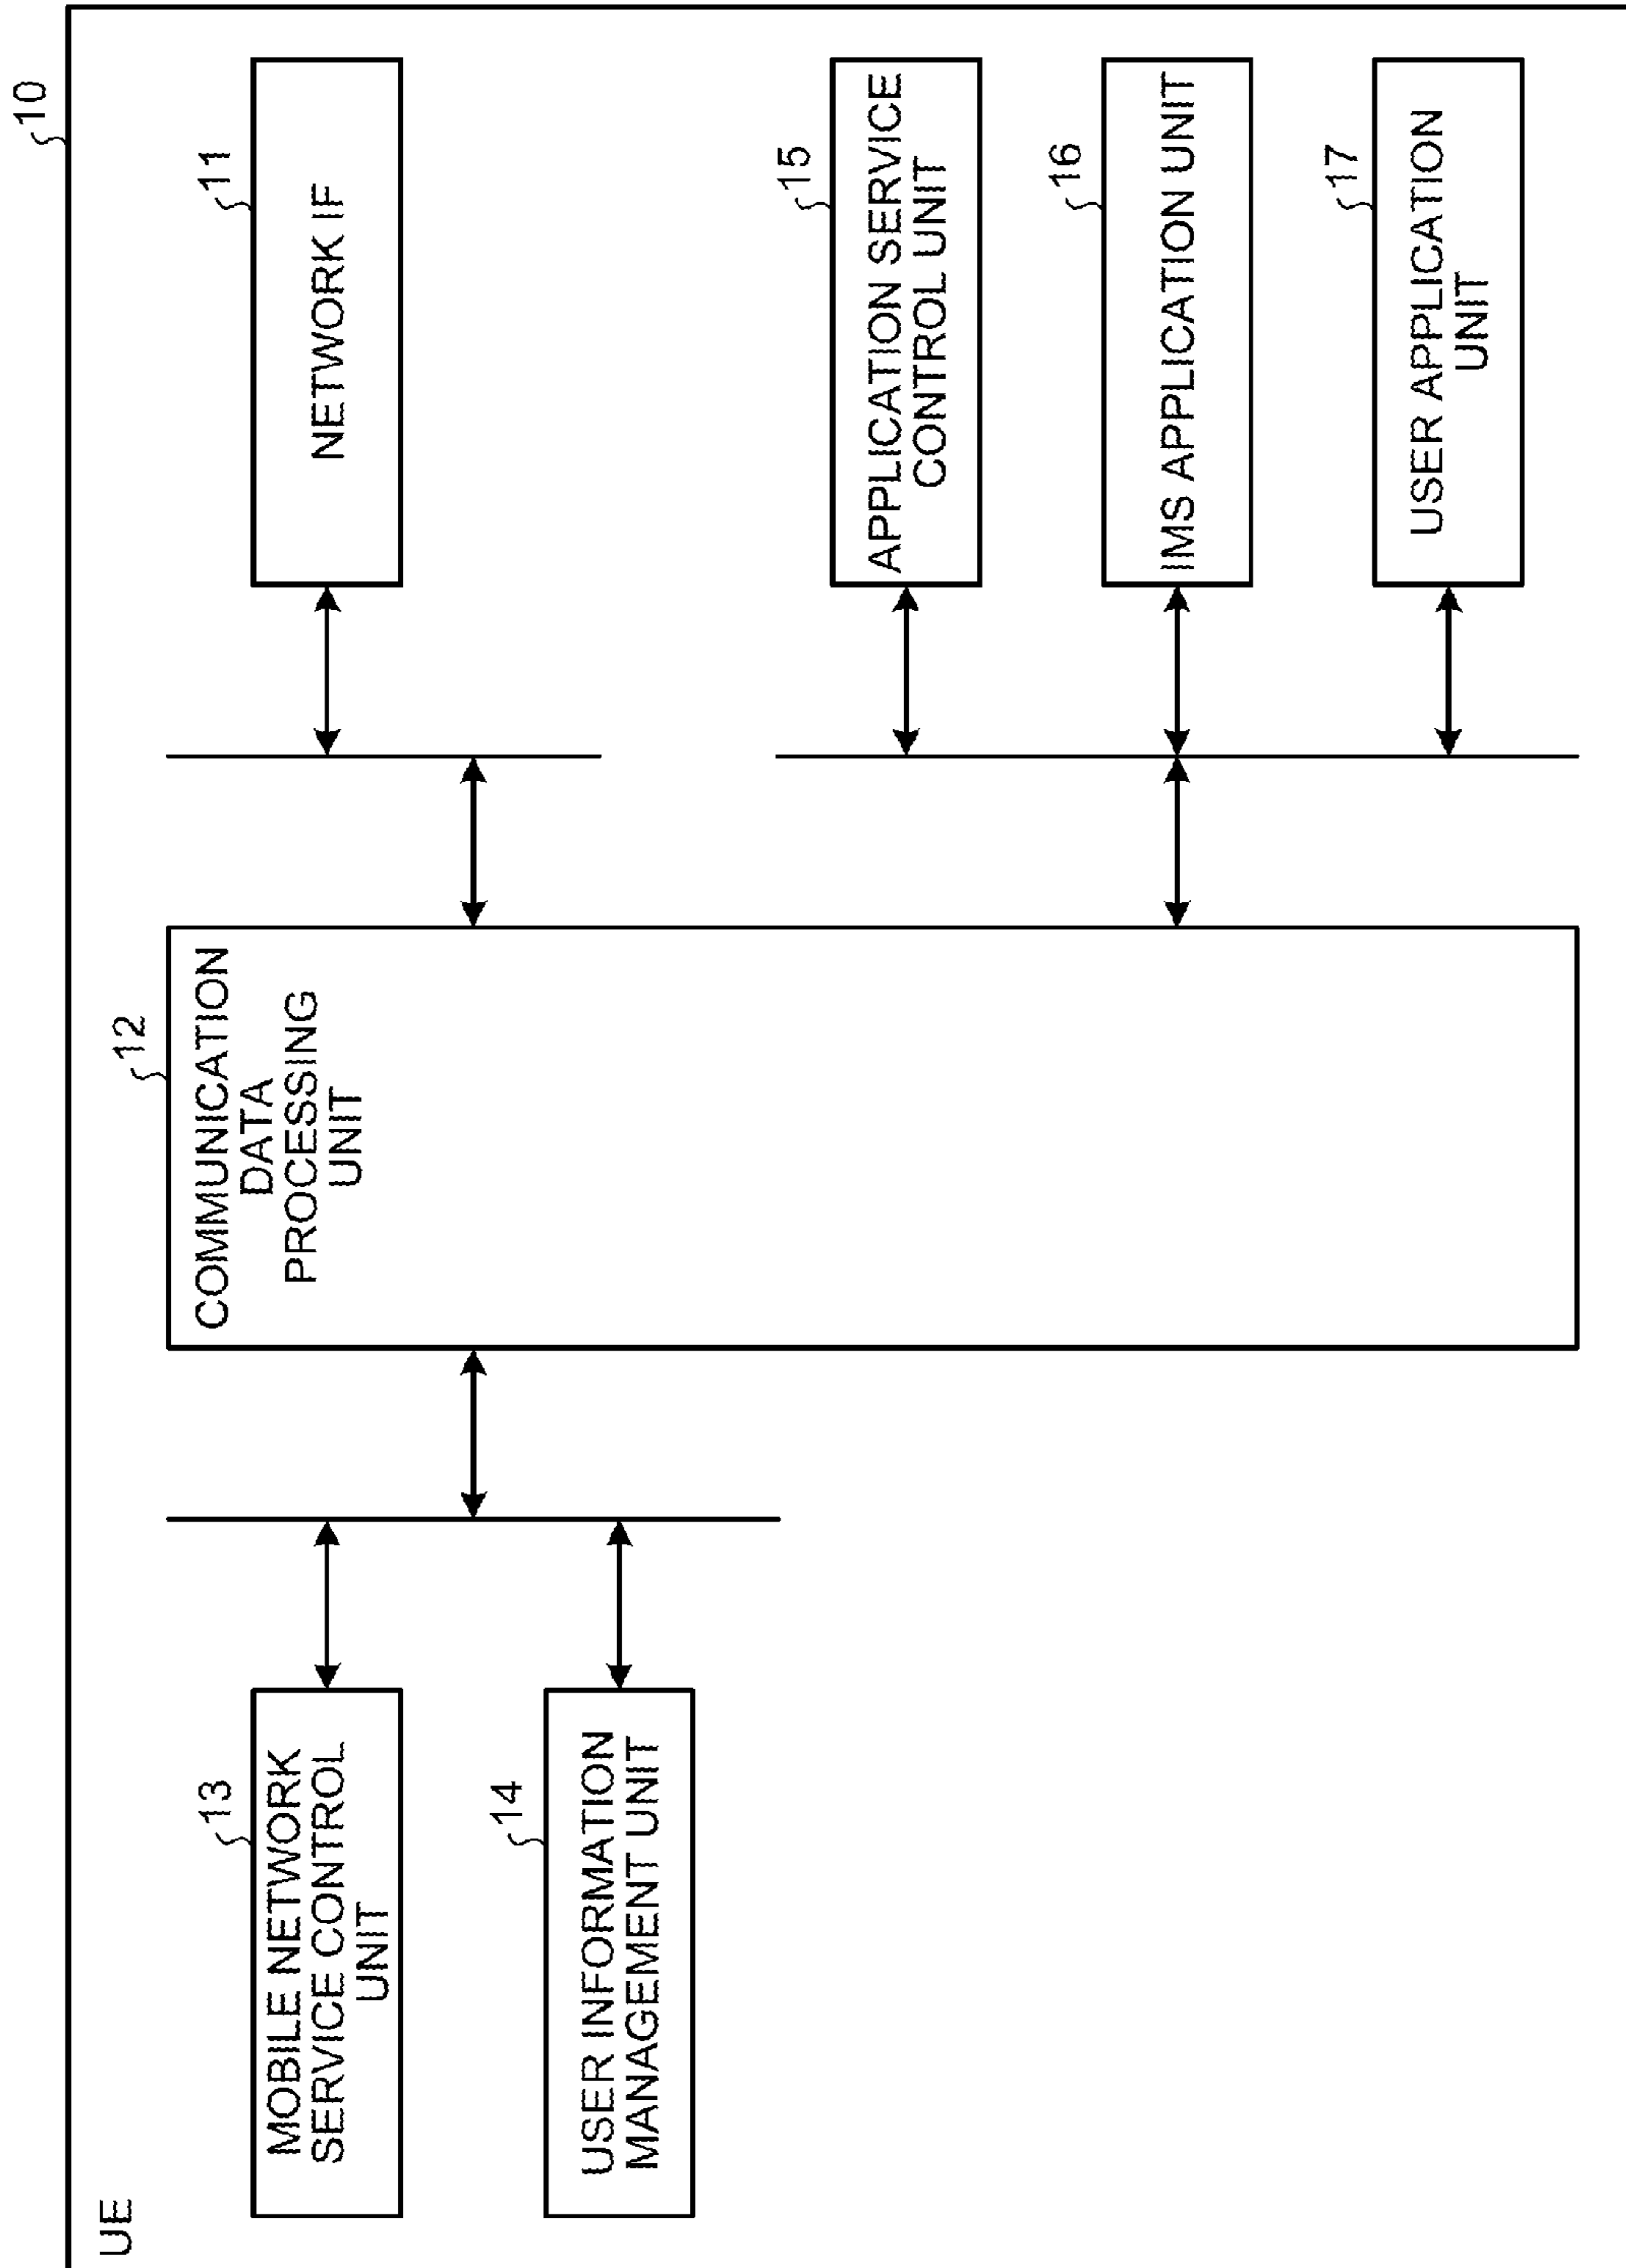 UE
10
13
MOBILE NETWORK
SERVICE CONTROL
UNIT
14
USER INFORMATION
MANAGEMENT UNIT
12
COMMUNICATION
DATA
PROCESSING
UNIT
11
NETWORK IF
15
APPLICATION SERVICE
CONTROL UNIT
16
IMS APPLICATION UNIT
17
USER APPLICATION
UNIT